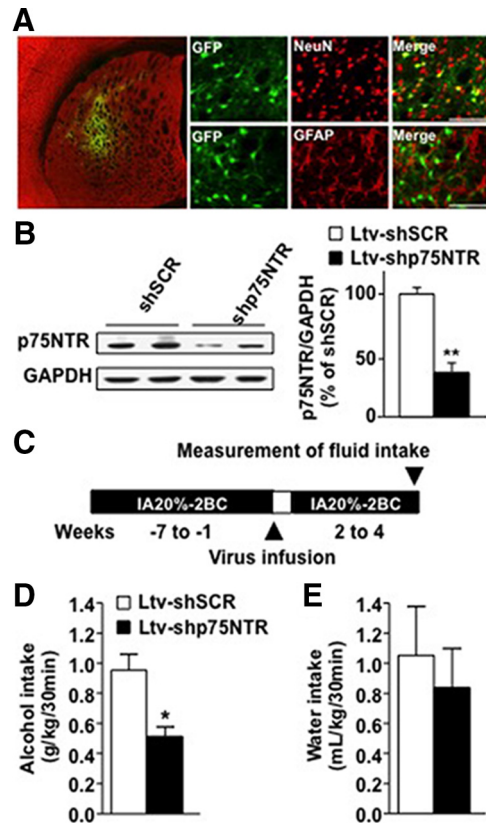 A
GFP
NeuN
Merge
GFP
GFAP
Merge
B
shSCR
shp75NTR
p75NTR
GAPDH
Ltv-shSCR
Ltv-shp75NTR
p75NTR/GAPDH
(% of shSCR)
100
50
0
**
C
Measurement of fluid intake
IA20%-2BC
IA20%-2BC
Weeks -7 to -1 2 to 4
Virus infusion
D
Ltv-shSCR
Ltv-shp75NTR
Alcohol intake
(g/kg/30min)
1.4
1.2
1.0
0.8
0.6
0.4
0.2
0.0
*
E
Water intake
(mL/kg/30min)
1.4
1.2
1.0
0.8
0.6
0.4
0.2
0.0